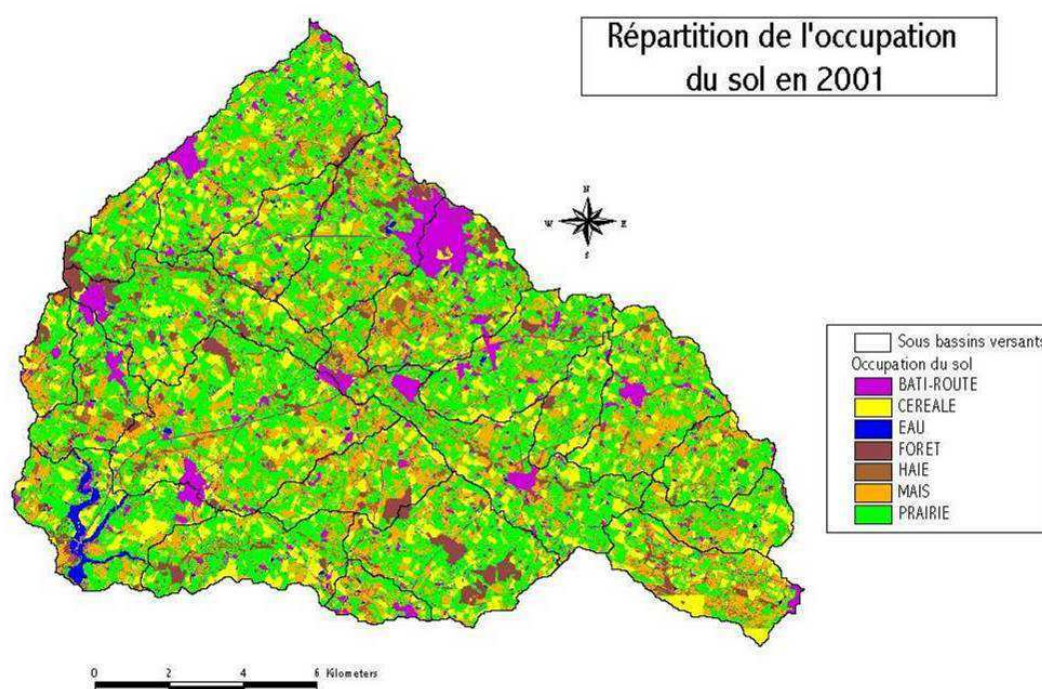 Répartition de l'occupation
du sol en 2001
N
W E
S
Sous bassins versants
Occupation du sol
BATI-ROUTE
CEREALE
EAU
FORET
HAIE
MAIS
PRAIRIE
0 2 4 6 Kilometers